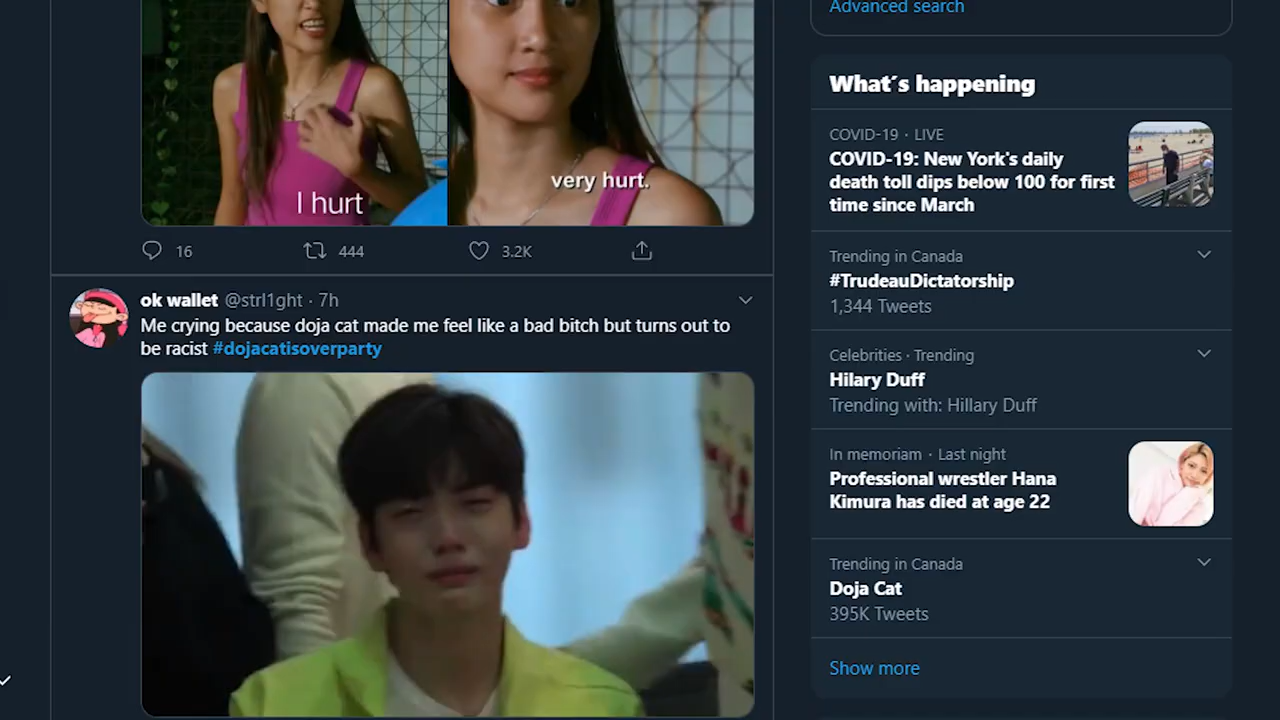 I hurt
very hurt.
16 444 3.2K
ok wallet @strl1ght · 7h
Me crying because doja cat made me feel like a bad bitch but turns out to
be racist #dojacatisoverparty
Advanced search
What´s happening
COVID-19 · LIVE
COVID-19: New York's daily
death toll dips below 100 for first
time since March
Trending in Canada
#TrudeauDictatorship
1,344 Tweets
Celebrities · Trending
Hilary Duff
Trending with: Hillary Duff
In memoriam · Last night
Professional wrestler Hana
Kimura has died at age 22
Trending in Canada
Doja Cat
395K Tweets
Show more